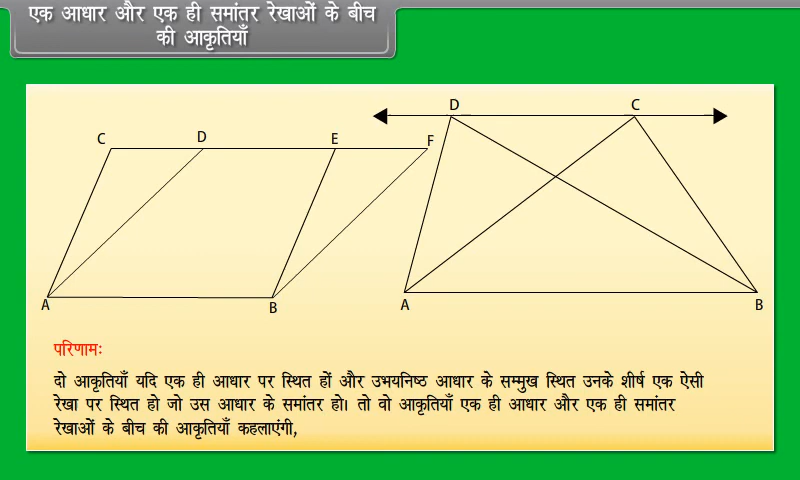 एक आधार और एक ही समांतर रेखाओं के बीच
की आकृतियाँ
C D E F
A B
D C
A B
परिणामः
दो आकृतियाँ यदि एक ही आधार पर स्थित हों और उभयनिष्ठ आधार के सम्मुख स्थित उनके शीर्ष एक ऐसी
रेखा पर स्थित हो जो उस आधार के समांतर हो। तो वो आकृतियाँ एक ही आधार और एक ही समांतर
रेखाओं के बीच की आकृतियाँ कहलाएंगी,